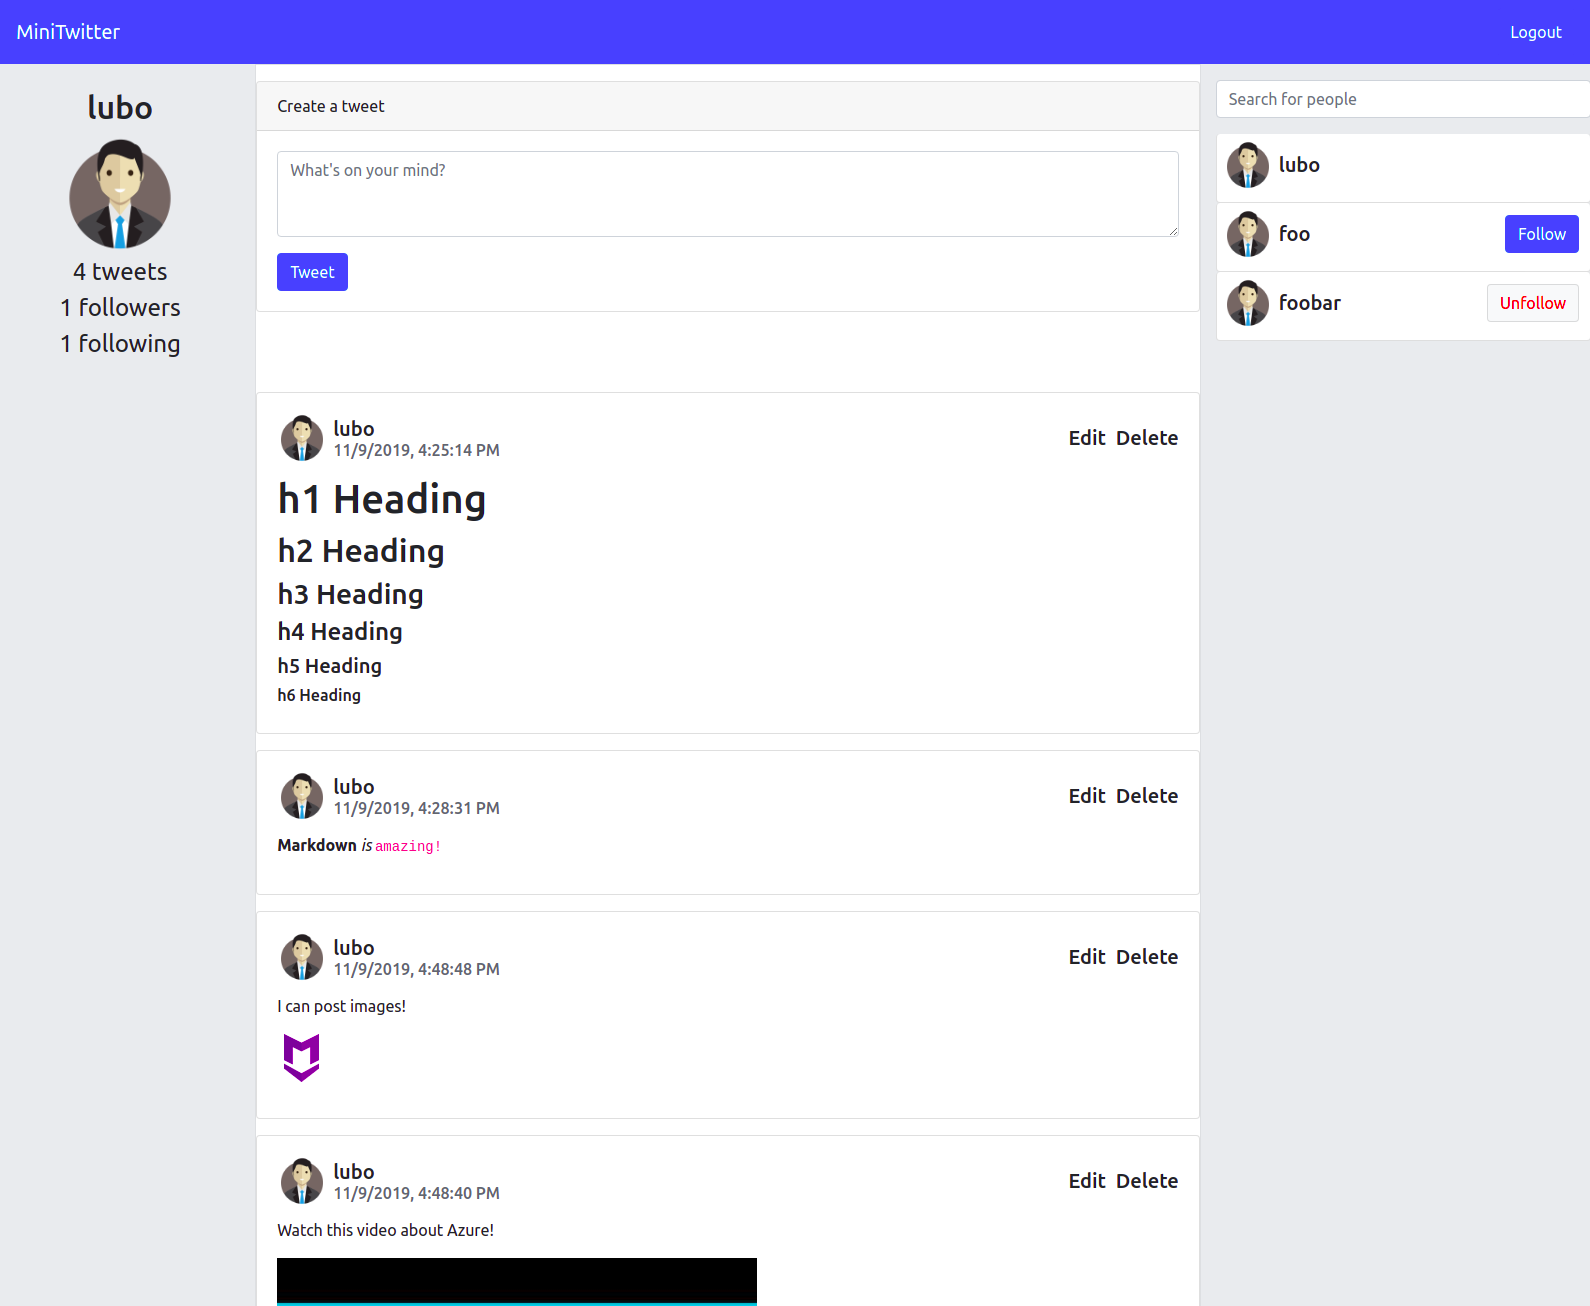 MiniTwitter
Logout
lubo
4 tweets
1 followers
1 following
Create a tweet
What's on your mind?
Tweet
lubo
11/9/2019, 4:25:14 PM
Edit Delete
h1 Heading
h2 Heading
h3 Heading
h4 Heading
h5 Heading
h6 Heading
lubo
11/9/2019, 4:28:31 PM
Edit Delete
Markdown is amazing!
lubo
11/9/2019, 4:48:48 PM
Edit Delete
I can post images!
lubo
11/9/2019, 4:48:40 PM
Edit Delete
Watch this video about Azure!
Search for people
lubo
foo
Follow
foobar
Unfollow